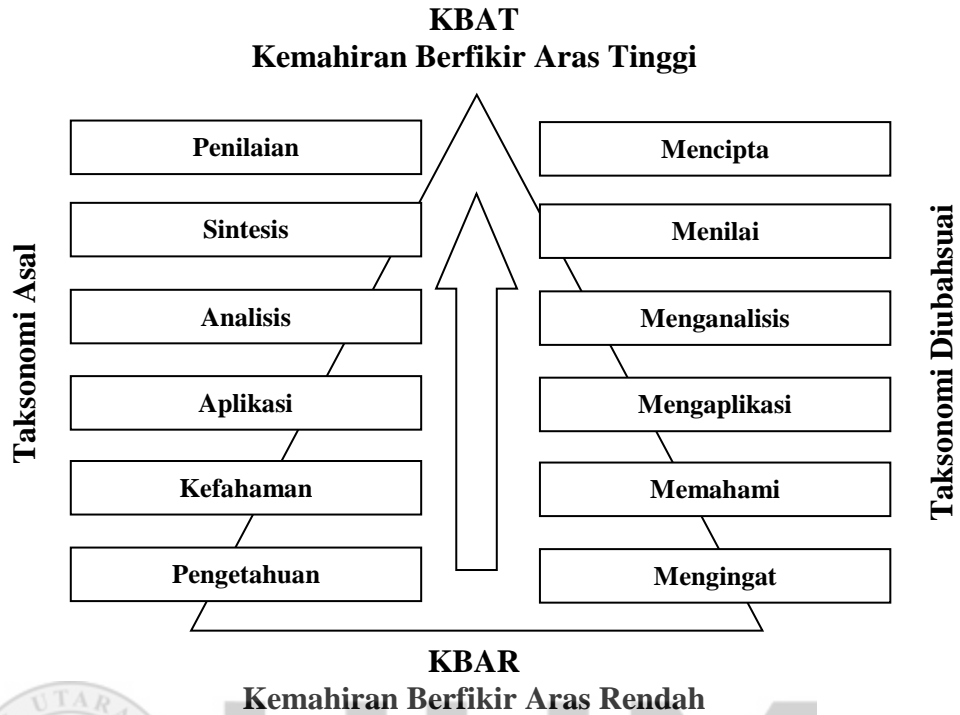 KBAT
Kemahiran Berfikir Aras Tinggi
Taksonomi Asal
Penilaian
Sintesis
Analisis
Aplikasi
Kefahaman
Pengetahuan
Mencipta
Menilai
Menganalisis
Mengaplikasi
Memahami
Mengingat
Taksonomi Diubahsuai
KBAR
Kemahiran Berfikir Aras Rendah
UTARA